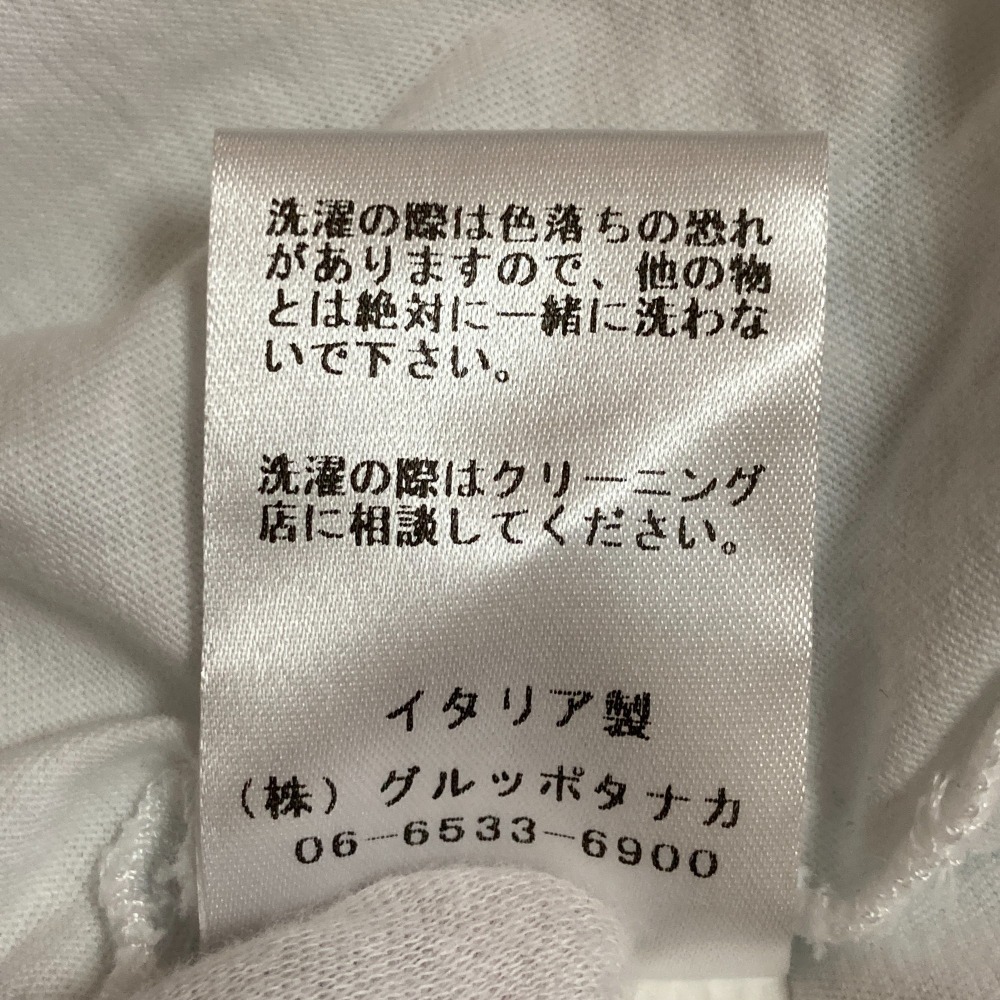 洗濯の際は色落ちの恐れ
がありますので、他の物
とは絶対に一緒に洗わな
いで下さい。
洗濯の際はクリーニング
店に相談してください。
イタリア製
(株)グルッポタナカ
06-6533-6900